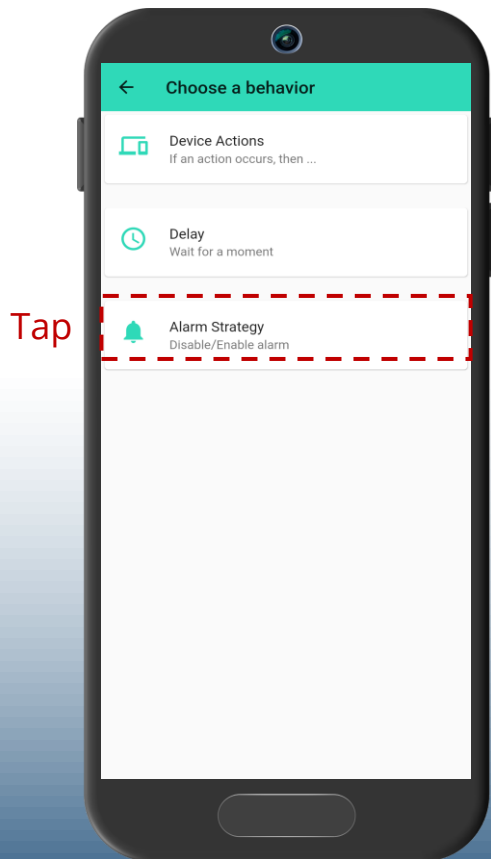 Choose a behavior
Device Actions
If an action occurs, then ...
Delay
Wait for a moment
Tap
Alarm Strategy
Disable/Enable alarm